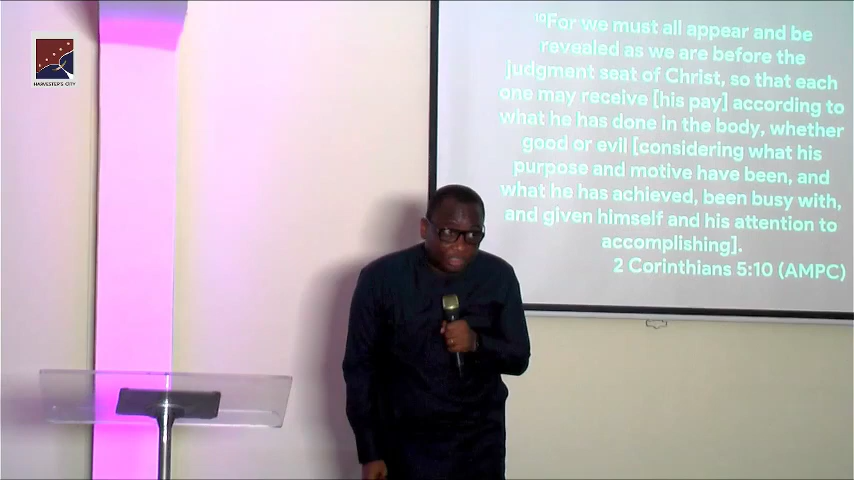 HARVESTER'S CITY
¹⁰For we must all appear and be
revealed as we are before the
judgment seat of Christ, so that each
one may receive [his pay] according to
what he has done in the body, whether
good or evil [considering what his
purpose and motive have been, and
what he has achieved, been busy with,
and given himself and his attention to
accomplishing].
2 Corinthians 5:10 (AMPC)